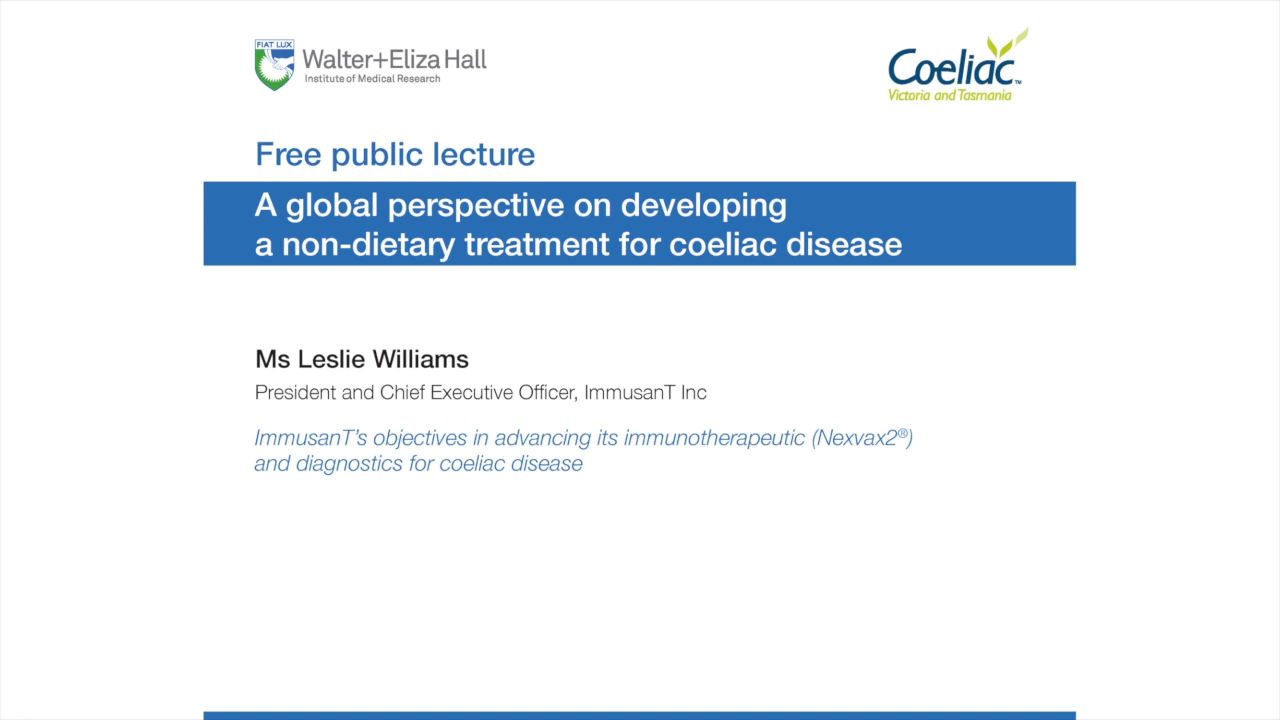 FIAT LUX
Walter+Eliza Hall
Institute of Medical Research
Coeliac™
Victoria and Tasmania
Free public lecture
A global perspective on developing
a non-dietary treatment for coeliac disease
Ms Leslie Williams
President and Chief Executive Officer, ImmusanT Inc
ImmusanT's objectives in advancing its immunotherapeutic (Nexvax2®)
and diagnostics for coeliac disease